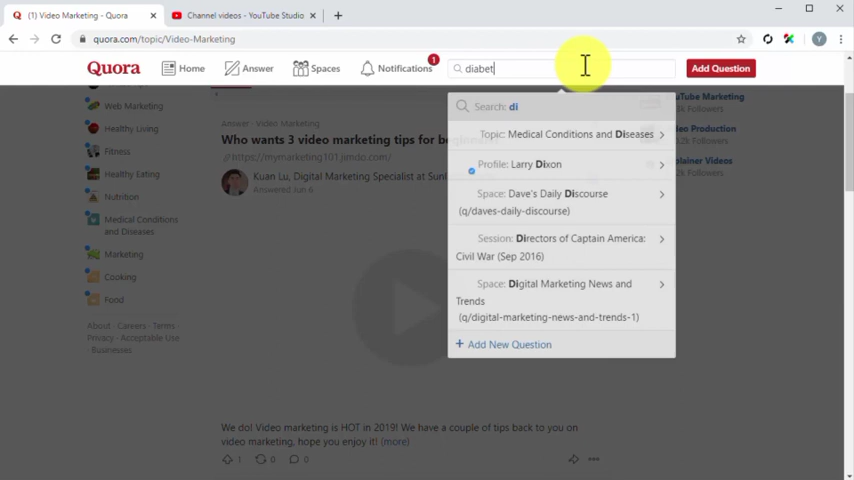 (1) Video Marketing - Quora
Channel videos - YouTube Studio
quora.com/topic/Video-Marketing
Y
Quora
Home
Answer
Spaces
Notifications
1
diabet
Add Question
Search: di
Topic: Medical Conditions and Diseases
Profile: Larry Dixon
Space: Dave's Daily Discourse
(q/daves-daily-discourse)
Session: Directors of Captain America:
Civil War (Sep 2016)
Space: Digital Marketing News and
Trends
(q/digital-marketing-news-and-trends-1)
+ Add New Question
Web Marketing
Healthy Living
Fitness
Healthy Eating
Nutrition
Medical Conditions
and Diseases
Marketing
Cooking
Food
About · Careers · Terms ·
Privacy · Acceptable Use
· Businesses
Answer · Video Marketing
Who wants 3 video marketing tips for beginners
https://mymarketing101.jimdo.com/
Kuan Lu, Digital Marketing Specialist at
Answered Jun 6
We do! Video marketing is HOT in 2019! We have a couple of tips back to you on
video marketing, hope you enjoy it! (more)
1
0
0
YouTube Marketing
Followers
Video Production
Followers
Videos
Followers